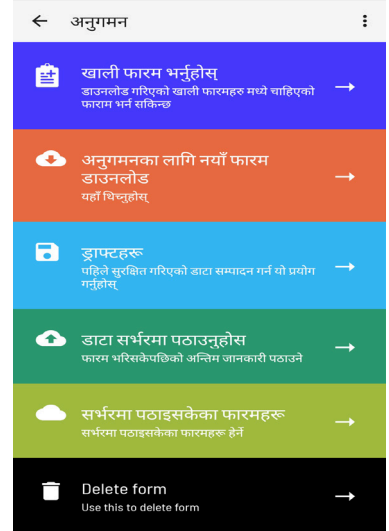 अनुगमन
खाली फारम भर्नुहोस्
डाउनलोड गरिएको खाली फारमहरु मध्ये चाहिएको
फाराम भर्न सकिन्छ
अनुगमनका लागि नयाँ फारम
डाउनलोड
यहाँ थिच्नुहोस्
ड्राफ्टहरू
पहिले सुरक्षित गरिएको डाटा सम्पादन गर्न यो प्रयोग
गर्नुहोस्
डाटा सर्भरमा पठाउनुहोस
फारम भरिसकेपछिको अन्तिम जानकारी पठाउने
सर्भरमा पठाइसकेका फारमहरू
सर्भरमा पठाइसकेका फारमहरू हेर्ने
Delete form
Use this to delete form